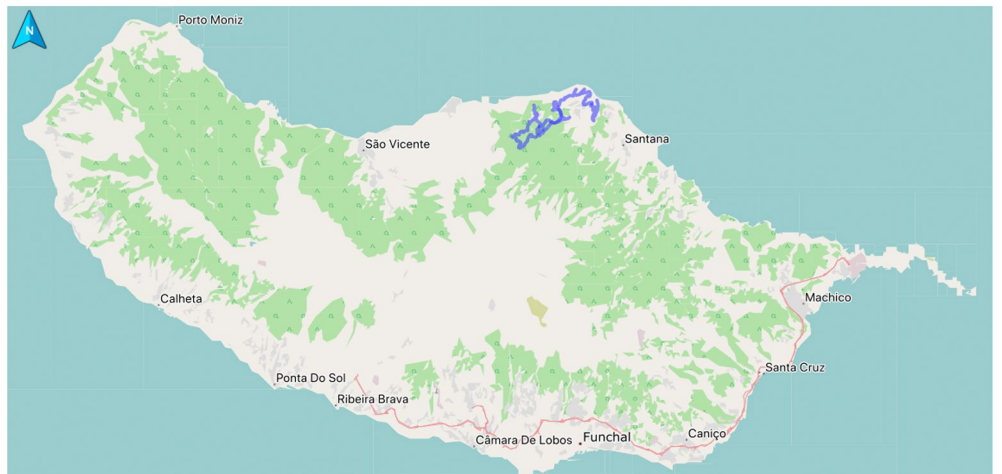 N
Porto Moniz
São Vicente
Santana
Calheta
Machico
Santa Cruz
Ponta Do Sol
Ribeira Brava
Câmara De Lobos
Funchal
Caniço